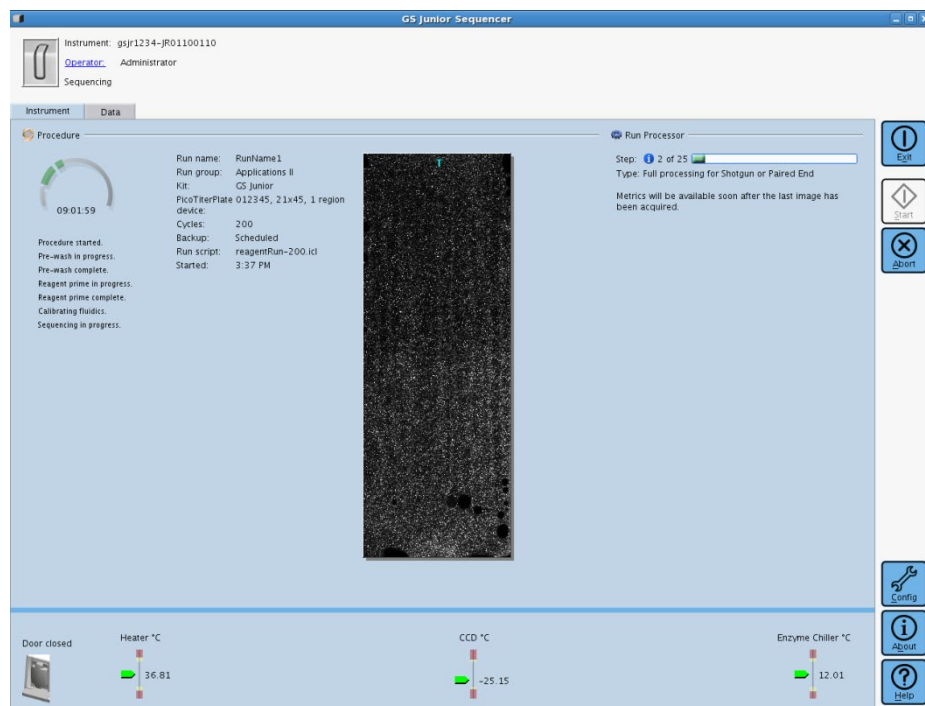 GS Junior Sequencer
Instrument: gsjr1234-JR01100110
Operator: Administrator
Sequencing
Instrument Data
Procedure
09:01:59
Procedure started.
Pre-wash in progress.
Pre-wash complete.
Reagent prime in progress.
Reagent prime complete.
Calibrating fluidics.
Sequencing in progress.
Run name: RunName1
Run group: Applications II
Kit: GS Junior
PicoTiterPlate 012345, 21x45, 1 region
device:
Cycles: 200
Backup: Scheduled
Run script: reagentRun-200.icl
Started: 3:37 PM
T
Run Processor
Step: 2 of 25
Type: Full processing for Shotgun or Paired End
Metrics will be available soon after the last image has
been acquired.
Exit
Start
Abort
Config
About
Help
Door closed
Heater °C
36.81
CCD °C
-25.15
Enzyme Chiller °C
12.01